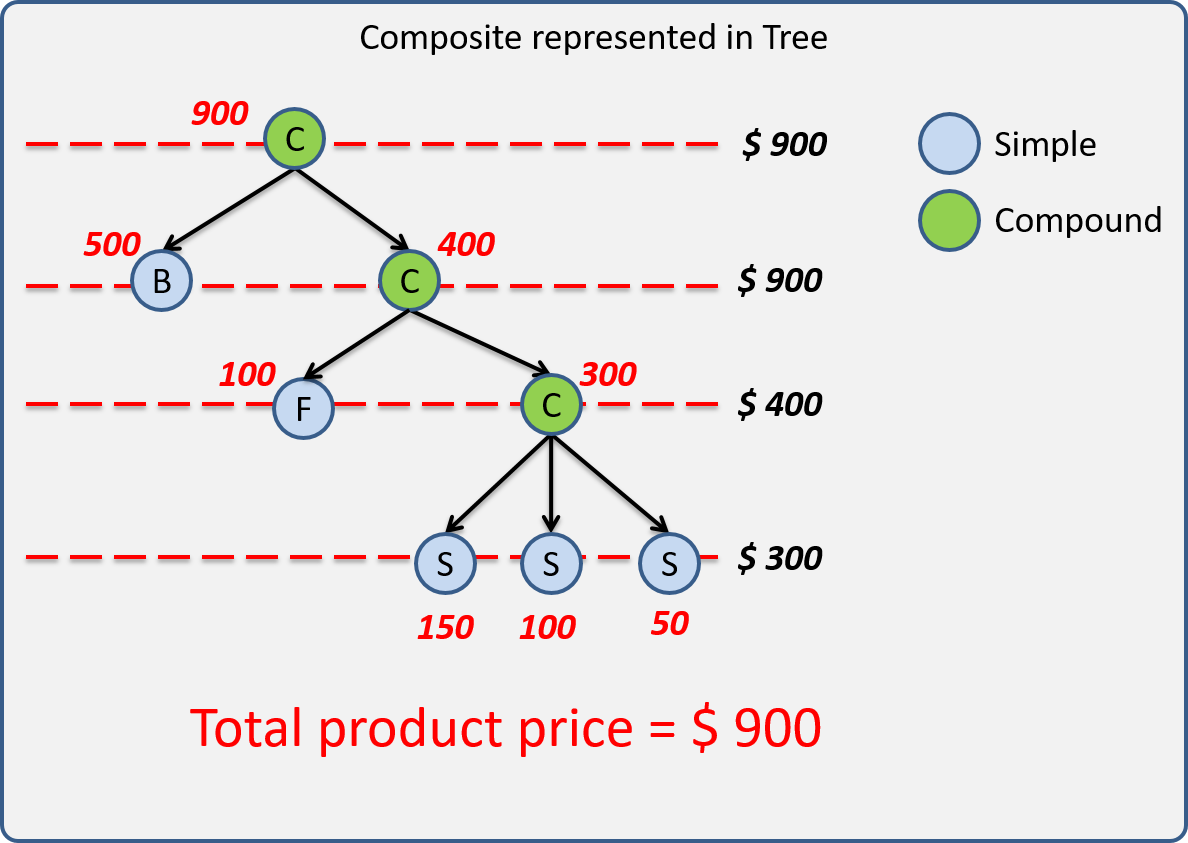 Composite represented in Tree
900
C
$ 900
Simple
Compound
500
B
400
C
$ 900
100
F
300
C
$ 400
S
S
S
$ 300
150
100
50
Total product price = $ 900